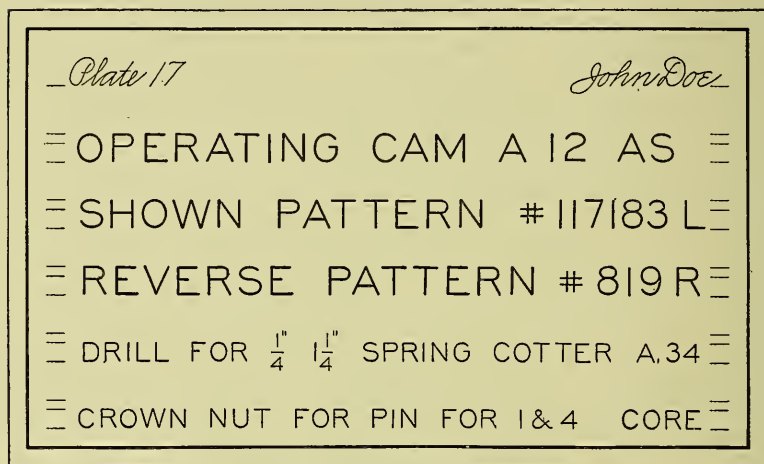 Plate 17 John Doe
OPERATING CAM A 12 AS
SHOWN PATTERN # 117183 L
REVERSE PATTERN # 819 R
DRILL FOR 1/4" 1 1/4" SPRING COTTER A.34
CROWN NUT FOR PIN FOR 1 & 4 CORE